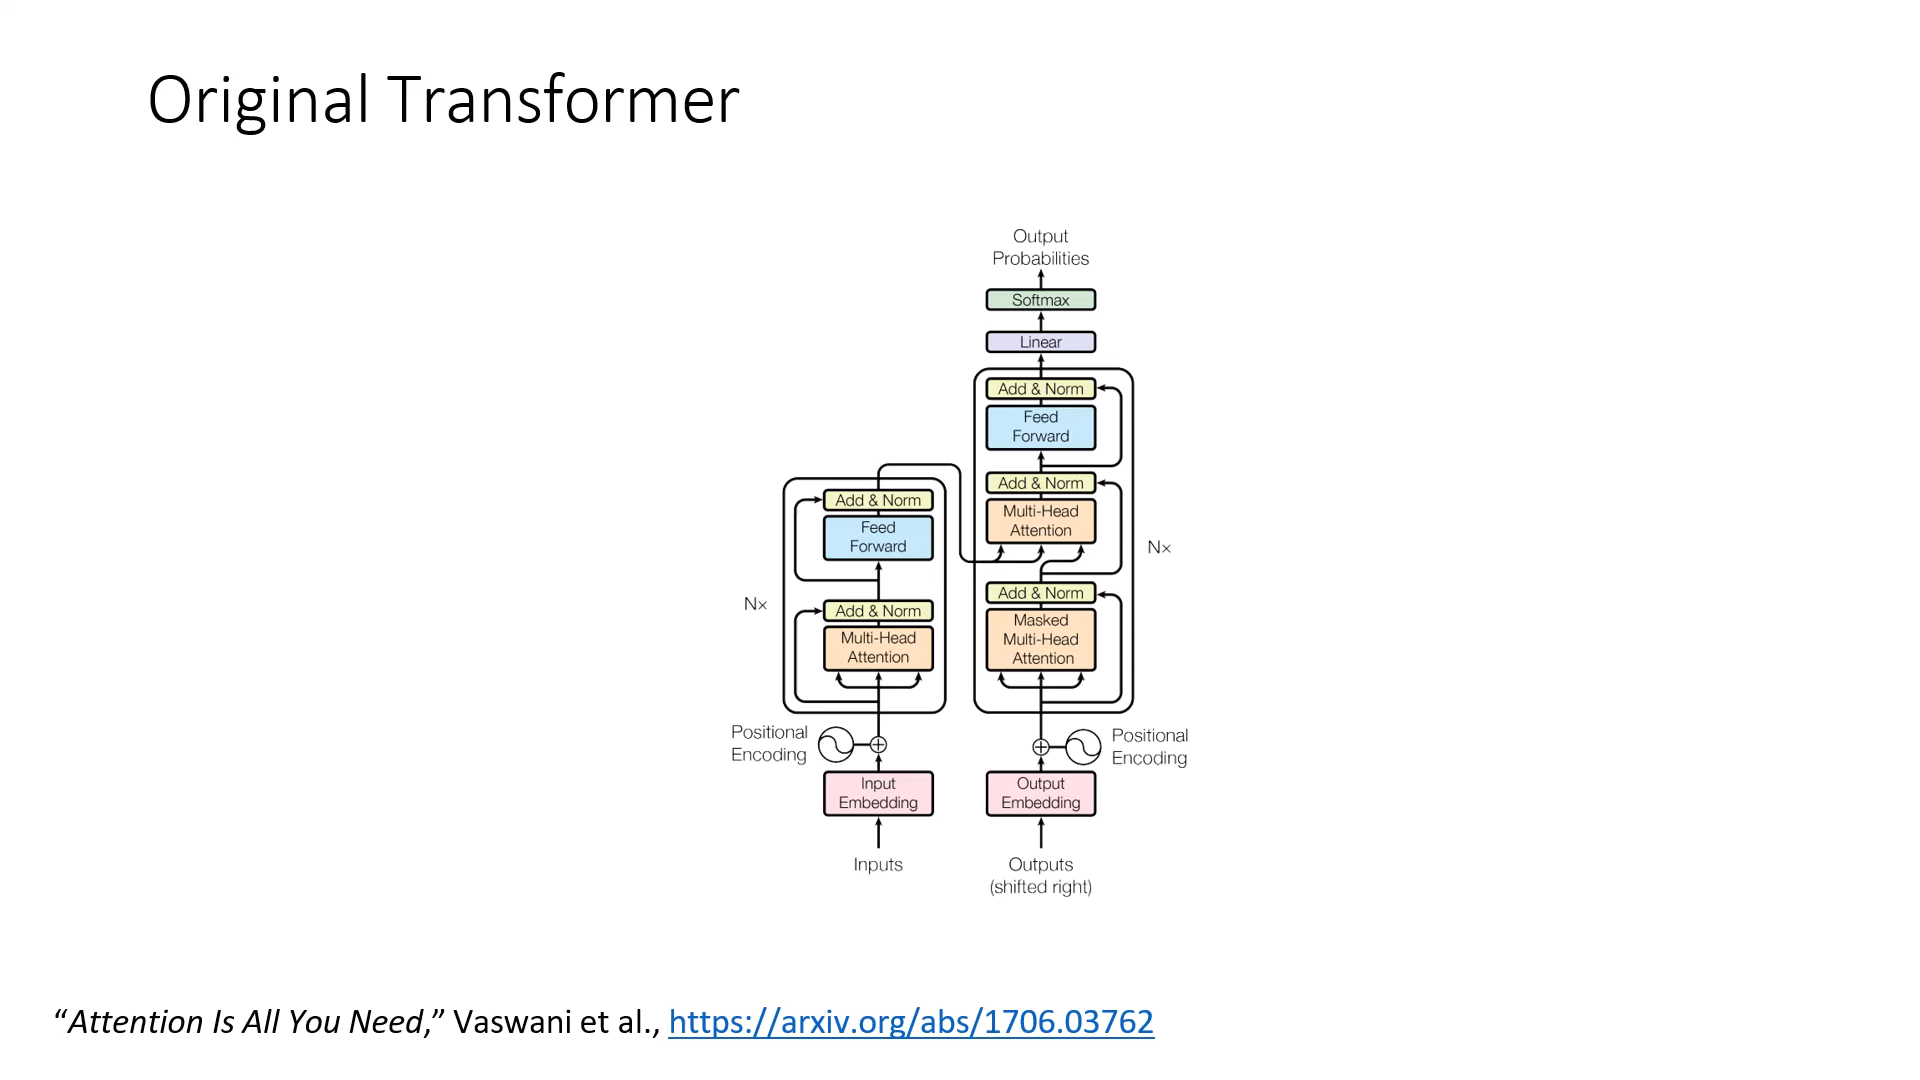 Original Transformer
Output
Probabilities
Softmax
Linear
Add & Norm
Feed
Forward
Add & Norm
Multi-Head
Attention
Nx
Add & Norm
Masked
Multi-Head
Attention
Add & Norm
Feed
Forward
Nx
Add & Norm
Multi-Head
Attention
Positional
Encoding
Positional
Encoding
Input
Embedding
Output
Embedding
Inputs
Outputs
(shifted right)
“Attention Is All You Need,” Vaswani et al., https://arxiv.org/abs/1706.03762